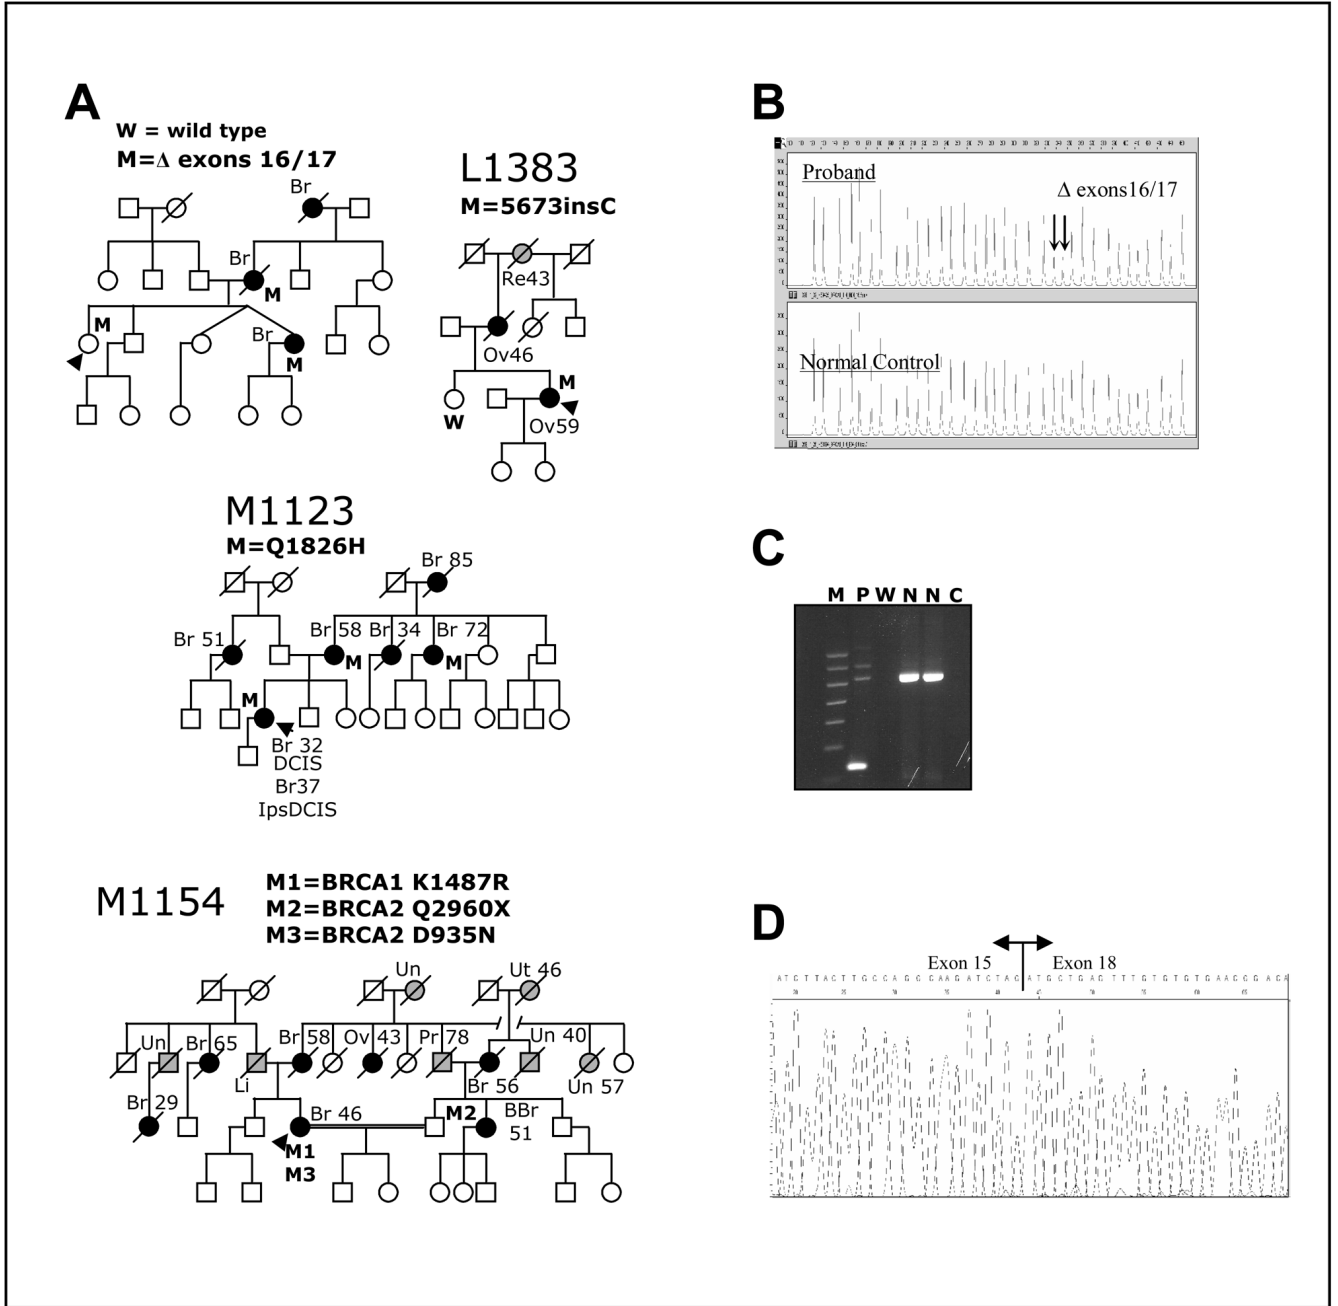 A
W = wild type
M=Δ exons 16/17
Br
Br
M
M
Br
M
L1383
M=5673insC
Re43
Ov46
M
W
Ov59
M1123
M=Q1826H
Br 85
Br 51
Br 58
Br 34
Br 72
M
M
M
Br 32
DCIS
Br37
IpsDCIS
M1154
M1=BRCA1 K1487R
M2=BRCA2 Q2960X
M3=BRCA2 D935N
Un
Ut 46
Un
Br 65
Br 58
Ov 43
Pr 78
Un 40
Li
Br 56
Un 57
Br 29
Br 46
M2
BBr
51
M1
M3
B
Proband
Δ exons16/17
Normal Control
C
M P W N N C
D
Exon 15
Exon 18